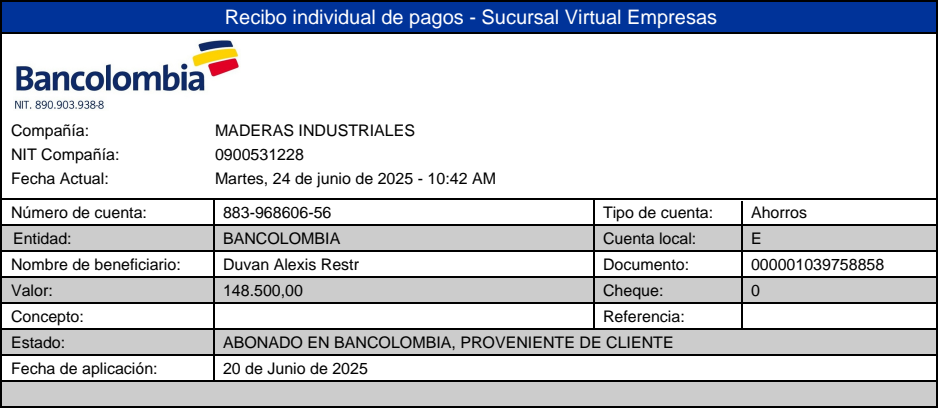 Recibo individual de pagos - Sucursal Virtual Empresas
Bancolombia
NIT. 890.903.938-8
Compañía: MADERAS INDUSTRIALES
NIT Compañía: 0900531228
Fecha Actual: Martes, 24 de junio de 2025 - 10:42 AM
Número de cuenta: 883-968606-56 Tipo de cuenta: Ahorros
Entidad: BANCOLOMBIA Cuenta local: E
Nombre de beneficiario: Duvan Alexis Restr Documento: 000001039758858
Valor: 148.500,00 Cheque: 0
Concepto: Referencia:
Estado: ABONADO EN BANCOLOMBIA, PROVENIENTE DE CLIENTE
Fecha de aplicación: 20 de Junio de 2025